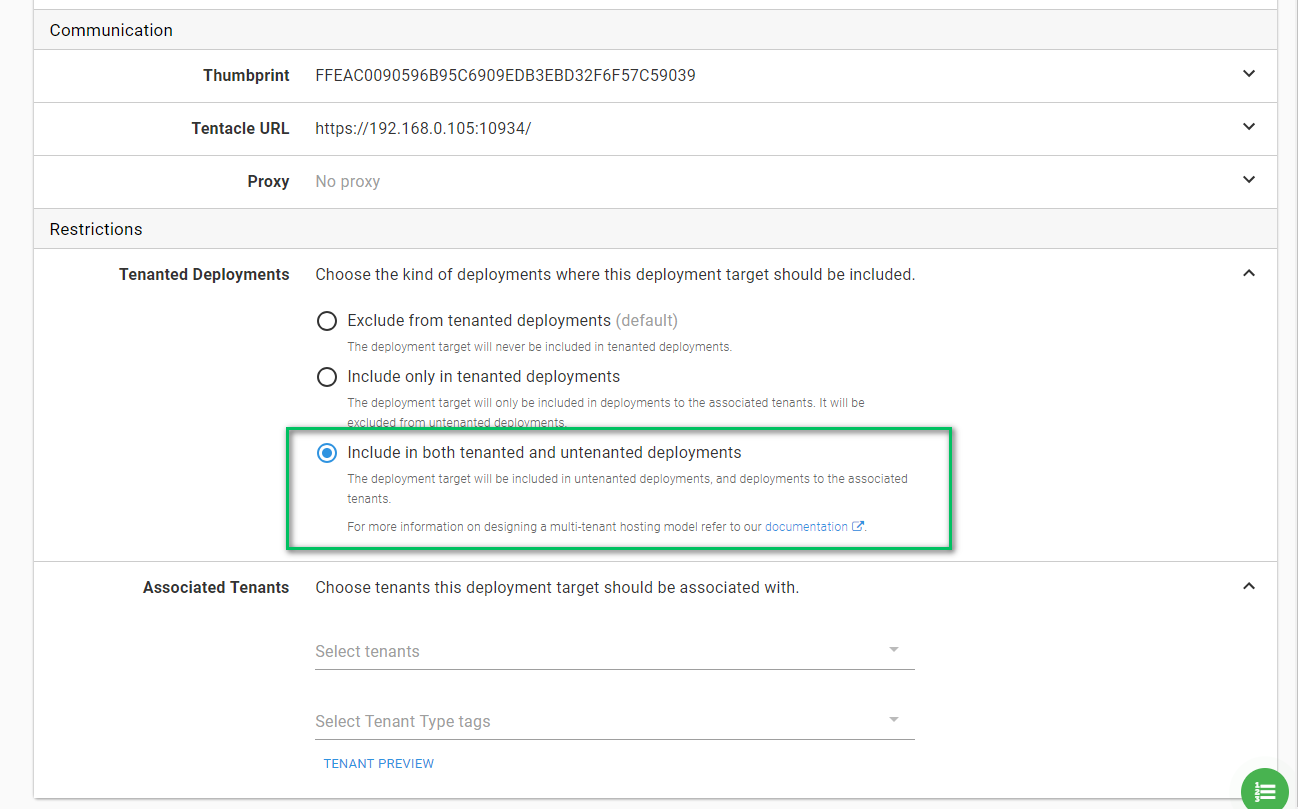 Communication
Thumbprint FFEAC0090596B95C6909EDB3EBD32F6F57C59039
Tentacle URL https://192.168.0.105:10934/
Proxy No proxy
Restrictions
Tenanted Deployments Choose the kind of deployments where this deployment target should be included.
Exclude from tenanted deployments (default)
The deployment target will never be included in tenanted deployments.
Include only in tenanted deployments
The deployment target will only be included in deployments to the associated tenants. It will be
excluded from untenanted deployments.
Include in both tenanted and untenanted deployments
The deployment target will be included in untenanted deployments, and deployments to the associated
tenants.
For more information on designing a multi-tenant hosting model refer to our documentation.
Associated Tenants Choose tenants this deployment target should be associated with.
Select tenants
Select Tenant Type tags
TENANT PREVIEW
1
2
3